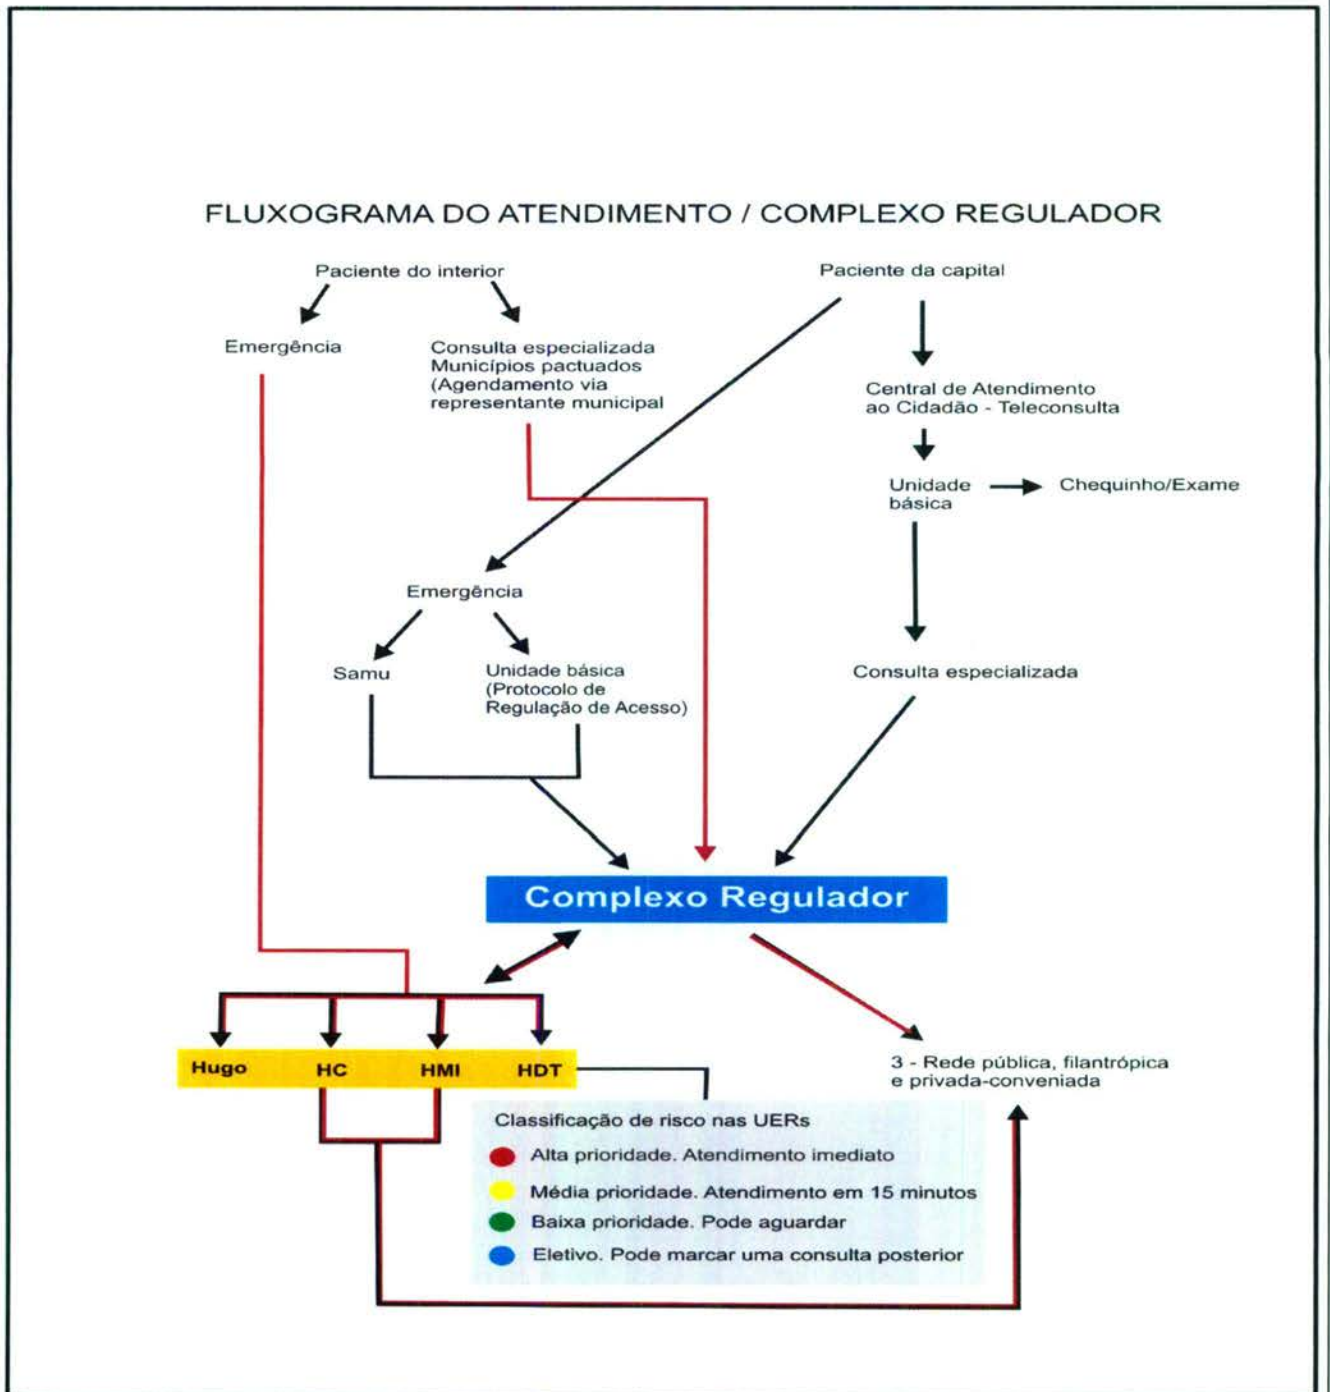 FLUXOGRAMA DO ATENDIMENTO / COMPLEXO REGULADOR
Paciente do interior
Paciente da capital
Emergência
Consulta especializada
Municípios pactuados
(Agendamento via
representante municipal
Central de Atendimento
ao Cidadão - Teleconsulta
Unidade
básica
Chequinho/Exame
Emergência
Samu
Unidade básica
(Protocolo de
Regulação de Acesso)
Consulta especializada
Complexo Regulador
Hugo
HC
HMI
HDT
3 - Rede pública, filantrópica
e privada-conveniada
Classificação de risco nas UERs
Alta prioridade. Atendimento imediato
Média prioridade. Atendimento em 15 minutos
Baixa prioridade. Pode aguardar
Eletivo. Pode marcar uma consulta posterior